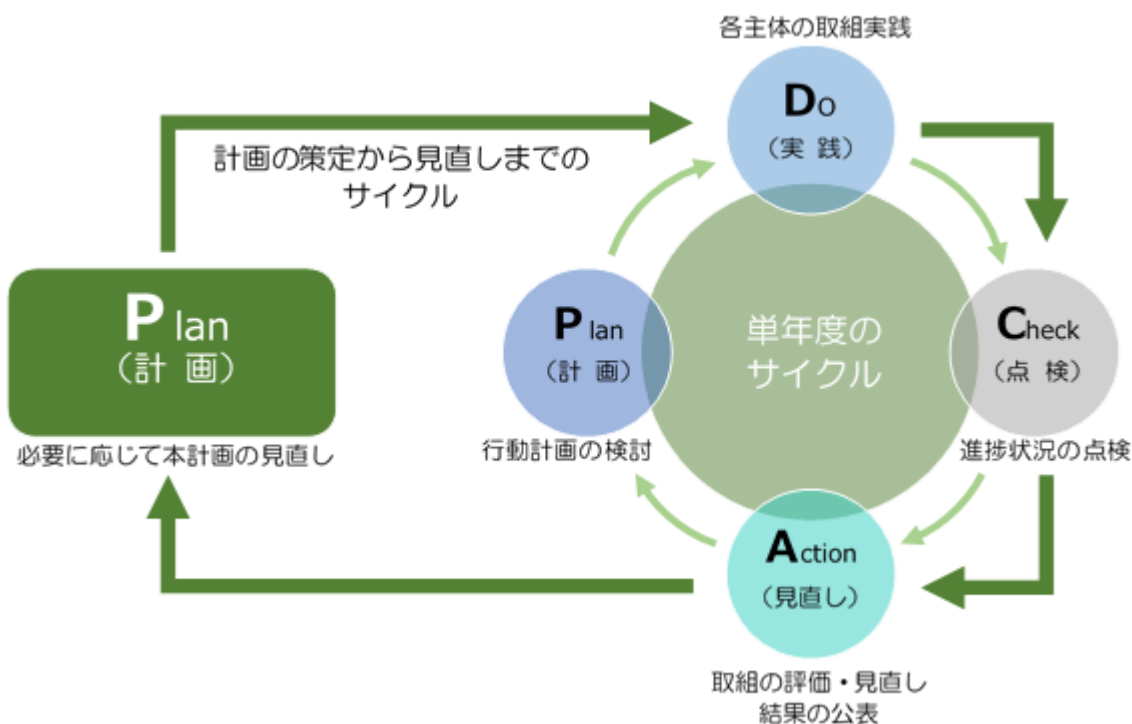 各主体の取組実践
Do
（実 践）
計画の策定から見直しまでの
サイクル
Plan
（計 画）
必要に応じて本計画の見直し
Plan
（計 画）
行動計画の検討
単年度の
サイクル
Check
（点 検）
進捗状況の点検
Action
（見直し）
取組の評価・見直し
結果の公表